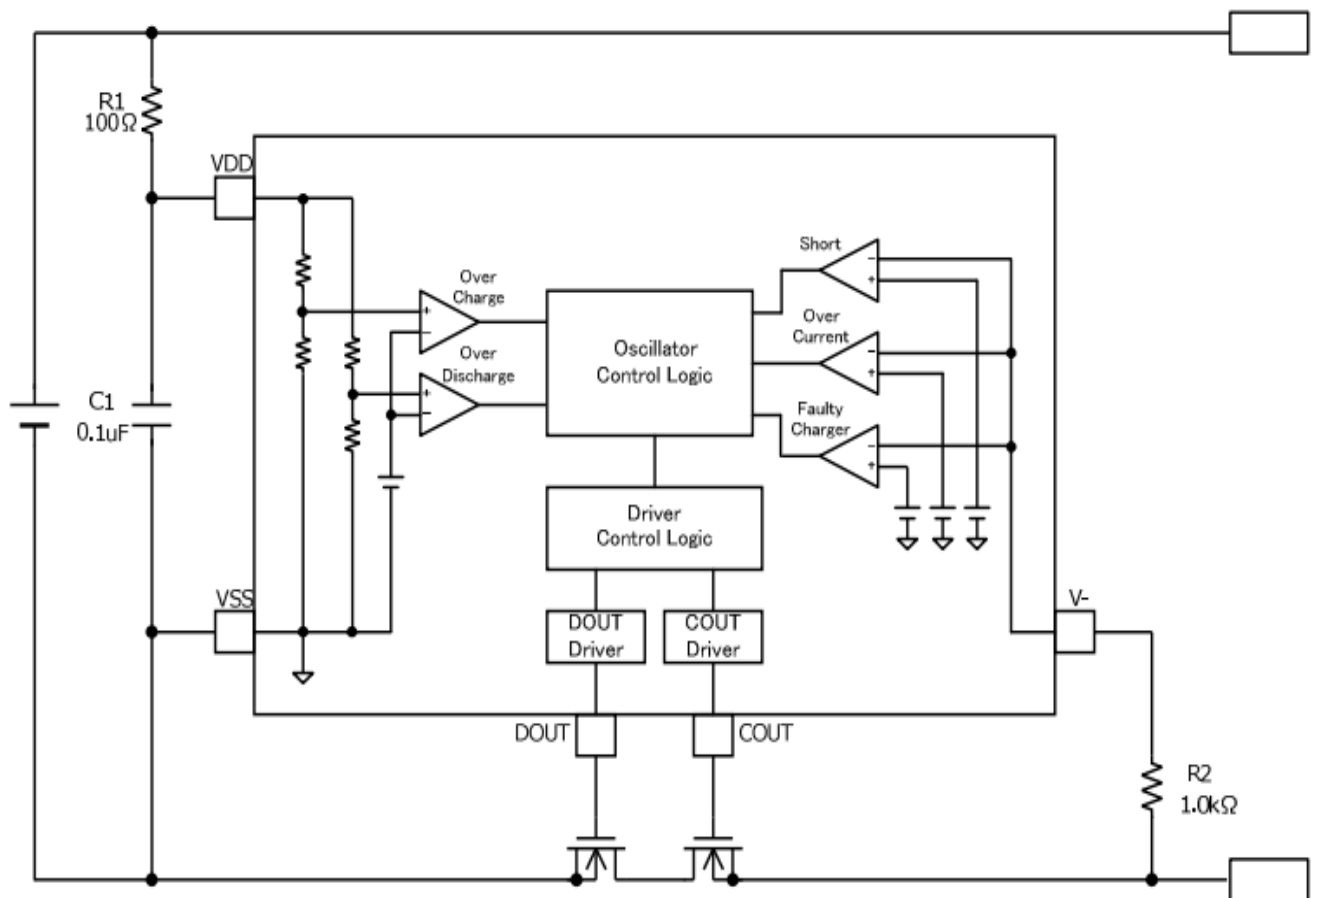 R1
100Ω
VDD
Short
-
+
Over
Charge
+
-
Over
Current
-
+
Oscillator
Control Logic
Over
Discharge
+
-
C1
0.1uF
Faulty
Charger
-
+
Driver
Control Logic
VSS
V-
DOUT
Driver
COUT
Driver
DOUT
COUT
R2
1.0kΩ